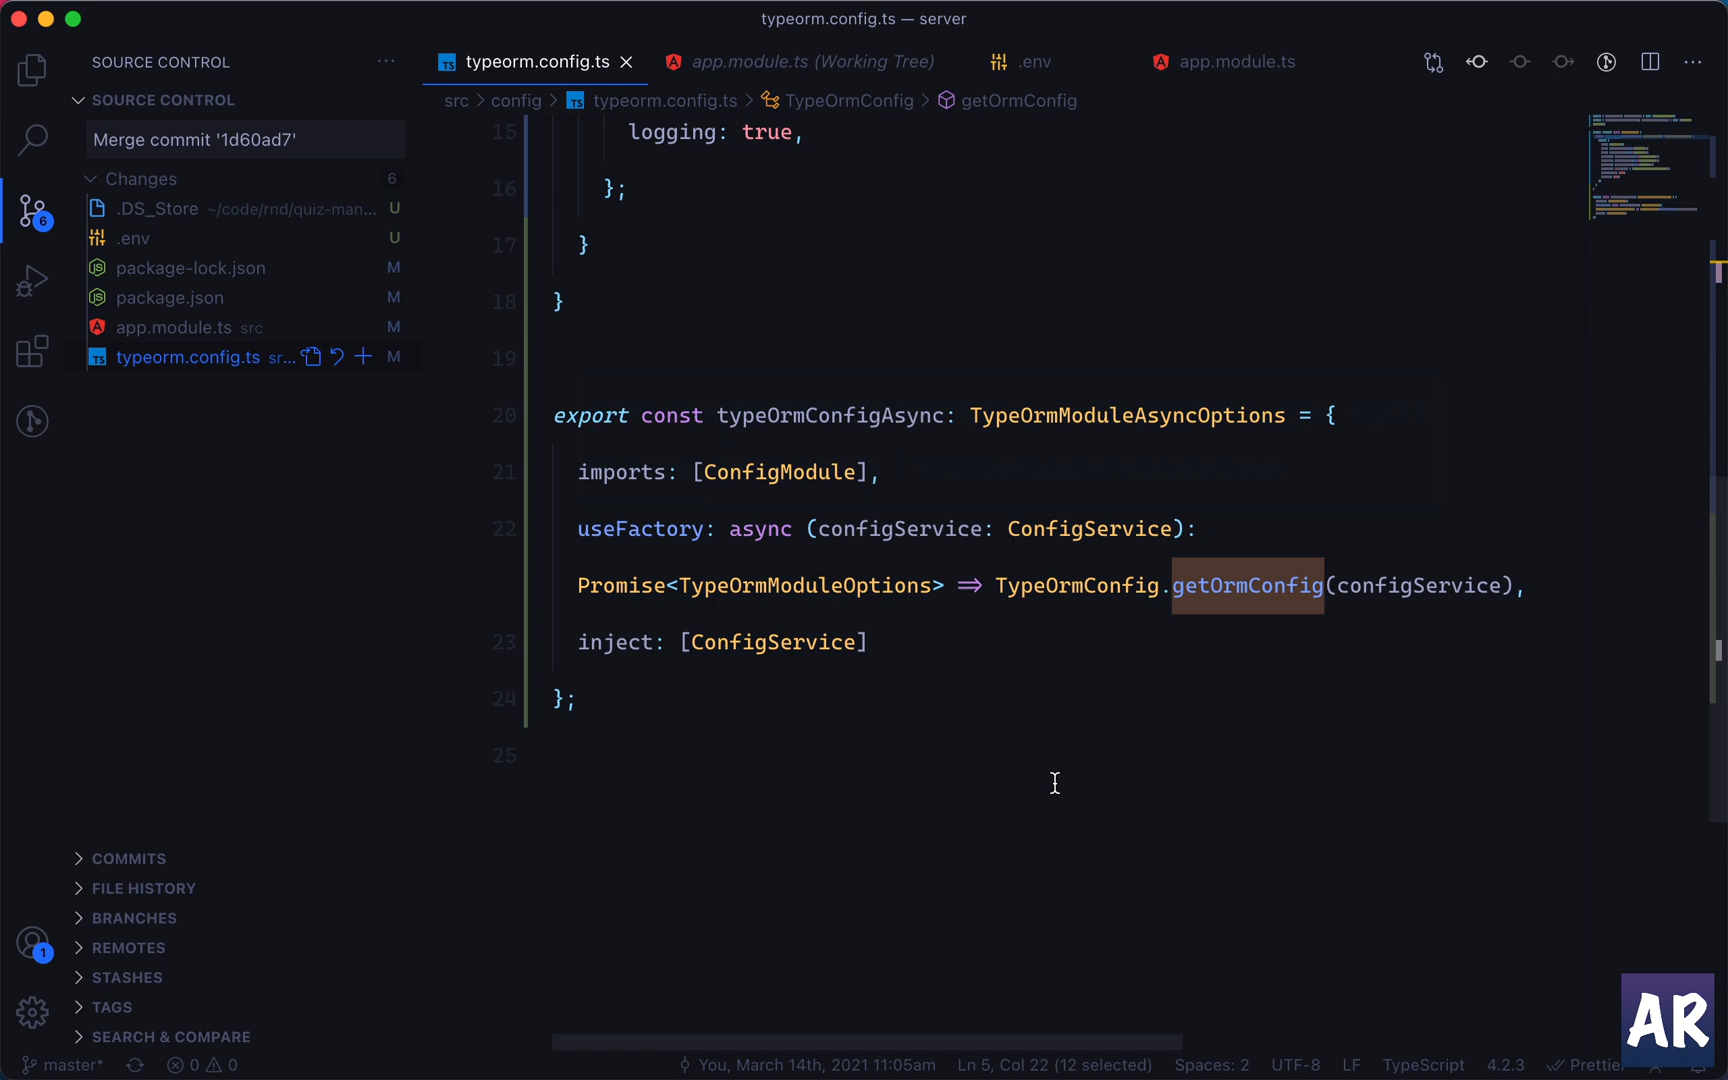 typeorm.config.ts — server
SOURCE CONTROL
typeorm.config.ts
app.module.ts (Working Tree)
.env
app.module.ts
src > config > typeorm.config.ts > TypeOrmConfig > getOrmConfig
SOURCE CONTROL
Merge commit '1d60ad7'
Changes 6
.DS_Store ~/code/rnd/quiz-man... U
.env U
package-lock.json M
package.json M
app.module.ts src M
typeorm.config.ts sr... M
6
15 logging: true,
16 };
17 }
18 }
19
20 export const typeOrmConfigAsync: TypeOrmModuleAsyncOptions = {
21 imports: [ConfigModule],
22 useFactory: async (configService: ConfigService):
Promise<TypeOrmModuleOptions> => TypeOrmConfig.getOrmConfig(configService),
23 inject: [ConfigService]
24 };
25
COMMITS
FILE HISTORY
BRANCHES
REMOTES
STASHES
TAGS
SEARCH & COMPARE
1
AR
master* 0 0 You, March 14th, 2021 11:05am Ln 5, Col 22 (12 selected) Spaces: 2 UTF-8 LF TypeScript 4.2.3 Prettie